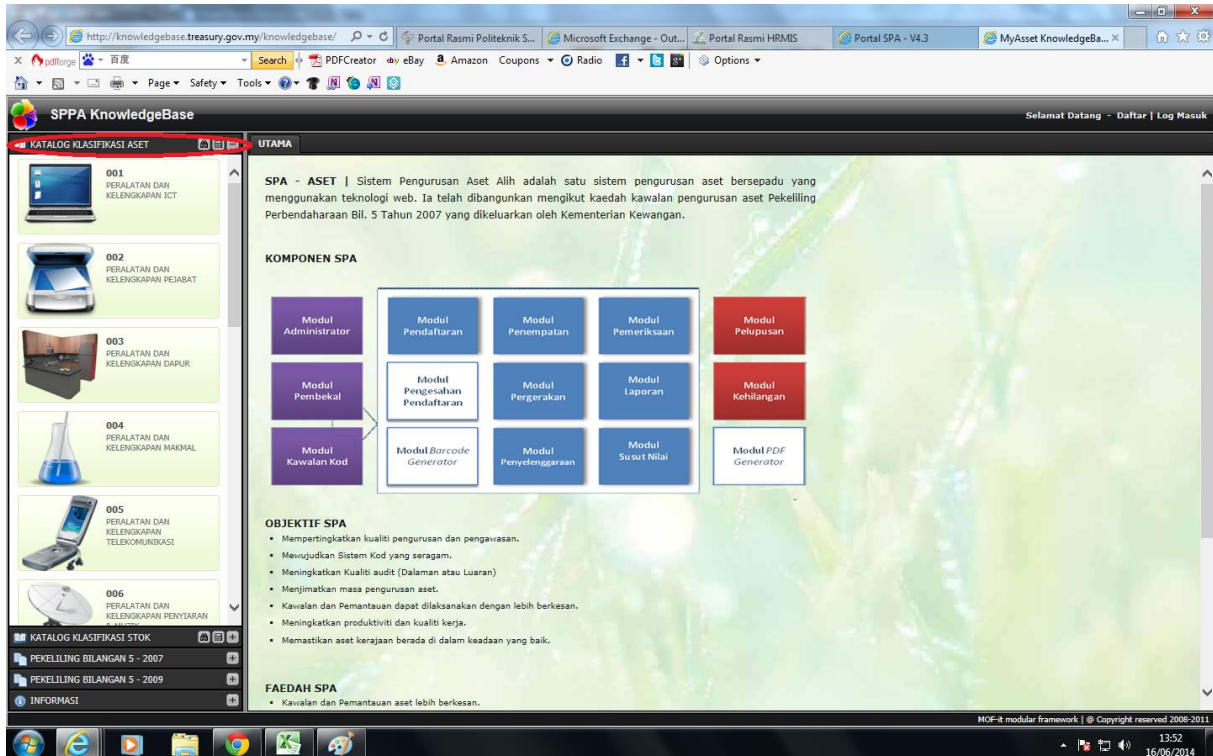 http://knowledgebase.treasury.gov.my/knowledgebase/
Portal Rasmi Politeknik S...
Microsoft Exchange - Out...
Portal Rasmi HRMIS
Portal SPA - V4.3
MyAsset KnowledgeBa...
pdfforge
百度
Search
PDFCreator
eBay
Amazon
Coupons
Radio
Options
Page
Safety
Tools
SPPA KnowledgeBase
Selamat Datang - Daftar | Log Masuk
KATALOG KLASIFIKASI ASET
UTAMA
001
PERALATAN DAN
KELENGKAPAN ICT
002
PERALATAN DAN
KELENGKAPAN PEJABAT
003
PERALATAN DAN
KELENGKAPAN DAPUR
004
PERALATAN DAN
KELENGKAPAN MAKMAL
005
PERALATAN DAN
KELENGKAPAN
TELEKOMUNIKASI
006
PERALATAN DAN
KELENGKAPAN PENYIARAN
KATALOG KLASIFIKASI STOK
PEKELILING BILANGAN 5 - 2007
PEKELILING BILANGAN 5 - 2009
INFORMASI
SPA - ASET | Sistem Pengurusan Aset Alih adalah satu sistem pengurusan aset bersepadu yang
menggunakan teknologi web. Ia telah dibangunkan mengikut kaedah kawalan pengurusan aset Pekeliling
Perbendaharaan Bil. 5 Tahun 2007 yang dikeluarkan oleh Kementerian Kewangan.
KOMPONEN SPA
Modul
Administrator
Modul
Pendaftaran
Modul
Penempatan
Modul
Pemeriksaan
Modul
Pelupusan
Modul
Pembekal
Modul
Pengesahan
Pendaftaran
Modul
Pergerakan
Modul
Laporan
Modul
Kehilangan
Modul
Kawalan Kod
Modul Barcode
Generator
Modul
Penyelenggaraan
Modul
Susut Nilai
Modul PDF
Generator
OBJEKTIF SPA
Mempertingkatkan kualiti pengurusan dan pengawasan.
Mewujudkan Sistem Kod yang seragam.
Meningkatkan Kualiti audit (Dalaman atau Luaran)
Menjimatkan masa pengurusan aset.
Kawalan dan Pemantauan dapat dilaksanakan dengan lebih berkesan.
Meningkatkan produktiviti dan kualiti kerja.
Memastikan aset kerajaan berada di dalam keadaan yang baik.
FAEDAH SPA
Kawalan dan Pemantauan aset lebih berkesan.
MOF-it modular framework | @ Copyright reserved 2008-2011
13:52
16/06/2014